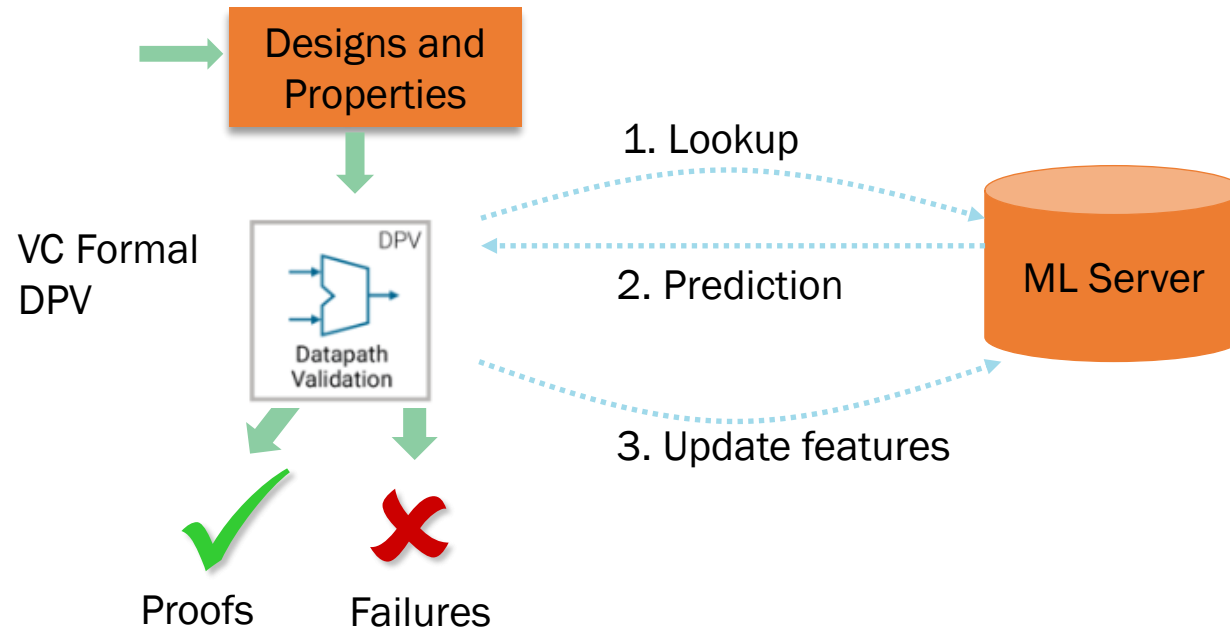 Designs and
Properties
1. Lookup
VC Formal
DPV
DPV
Datapath
Validation
2. Prediction
ML Server
3. Update features
Proofs
Failures